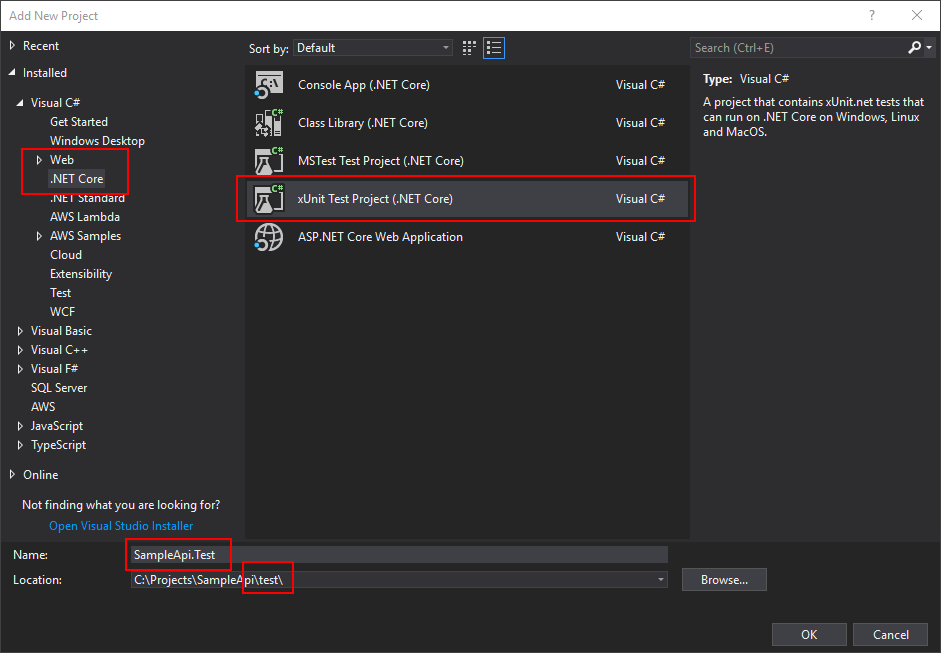 Add New Project
?
Recent
Installed
Visual C#
Get Started
Windows Desktop
Web
.NET Core
.NET Standard
AWS Lambda
AWS Samples
Cloud
Extensibility
Test
WCF
Visual Basic
Visual C++
Visual F#
SQL Server
AWS
JavaScript
TypeScript
Online
Not finding what you are looking for?
Open Visual Studio Installer
Sort by: Default
C:\ Console App (.NET Core) Visual C#
C# Class Library (.NET Core) Visual C#
C# MSTest Test Project (.NET Core) Visual C#
C# xUnit Test Project (.NET Core) Visual C#
ASP.NET Core Web Application Visual C#
Search (Ctrl+E)
Type: Visual C#
A project that contains xUnit.net tests that
can run on .NET Core on Windows, Linux
and MacOS.
Name: SampleApi.Test
Location: C:\Projects\SampleApi\test\
Browse...
OK
Cancel